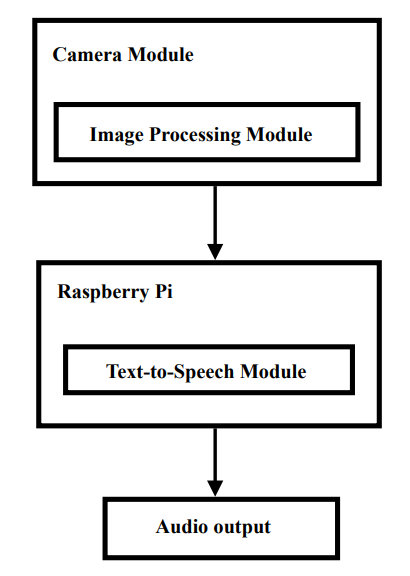 Camera Module
Image Processing Module
Raspberry Pi
Text-to-Speech Module
Audio output